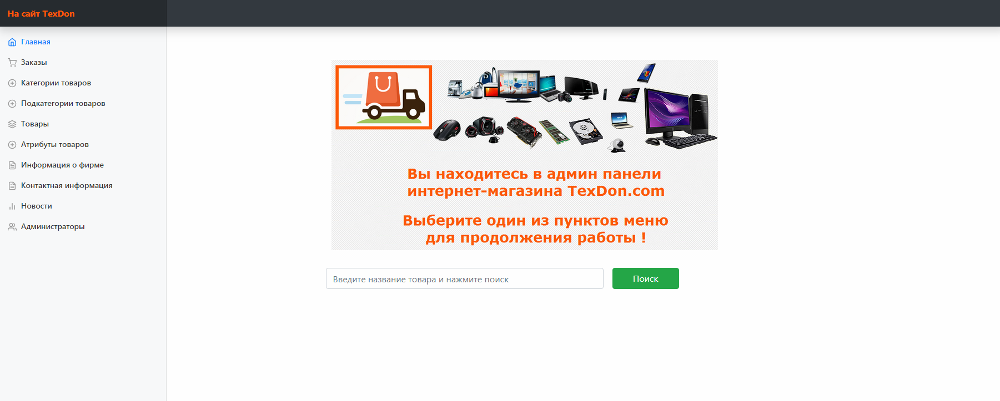 На сайт TexDon
Главная
Заказы
Категории товаров
Подкатегории товаров
Товары
Атрибуты товаров
Информация о фирме
Контактная информация
Новости
Администраторы
Вы находитесь в админ панели
интернет-магазина TexDon.com
Выберите один из пунктов меню
для продолжения работы !
Введите название товара и нажмите поиск
Поиск